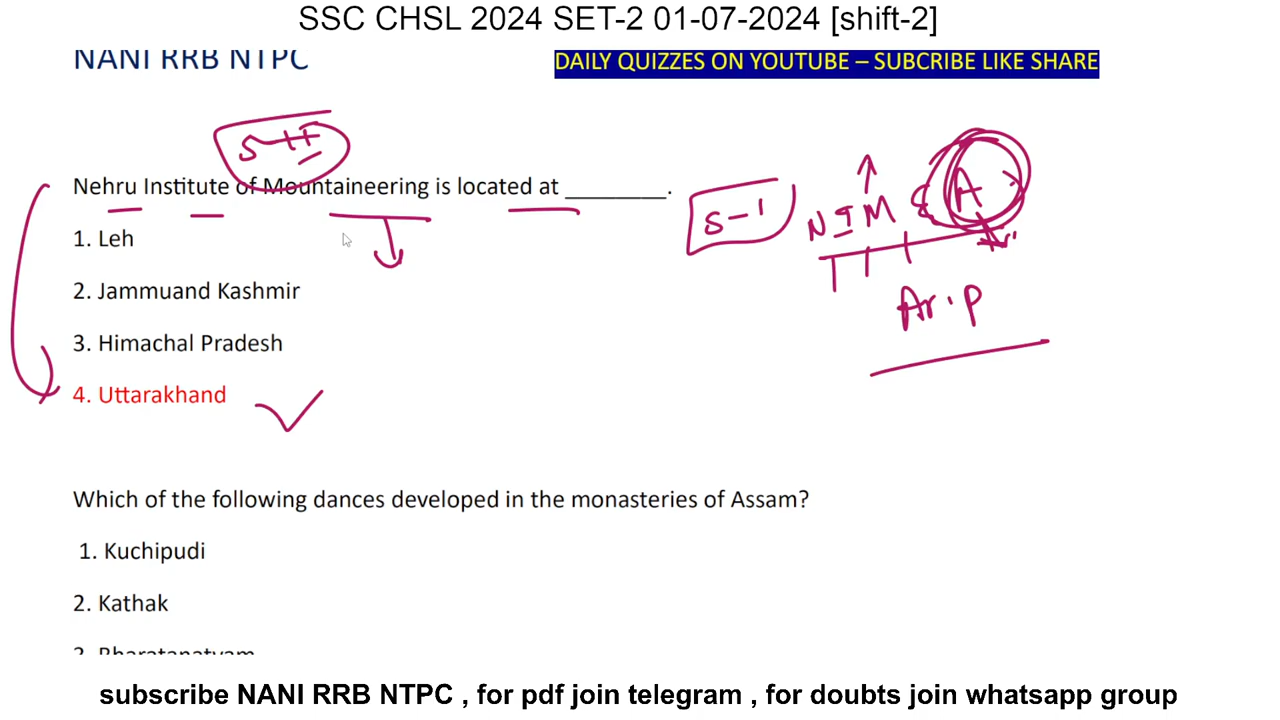 SSC CHSL 2024 SET-2 01-07-2024 [shift-2]
NANI RRB NTPC
DAILY QUIZZES ON YOUTUBE – SUBCRIBE LIKE SHARE
Nehru Institute of Mountaineering is located at _________.
S-1
NIM & A
1. Leh
2. Jammuand Kashmir
Ar.P
3. Himachal Pradesh
4. Uttarakhand
Which of the following dances developed in the monasteries of Assam?
1. Kuchipudi
2. Kathak
3. Bharatanatyam
subscribe NANI RRB NTPC , for pdf join telegram , for doubts join whatsapp group